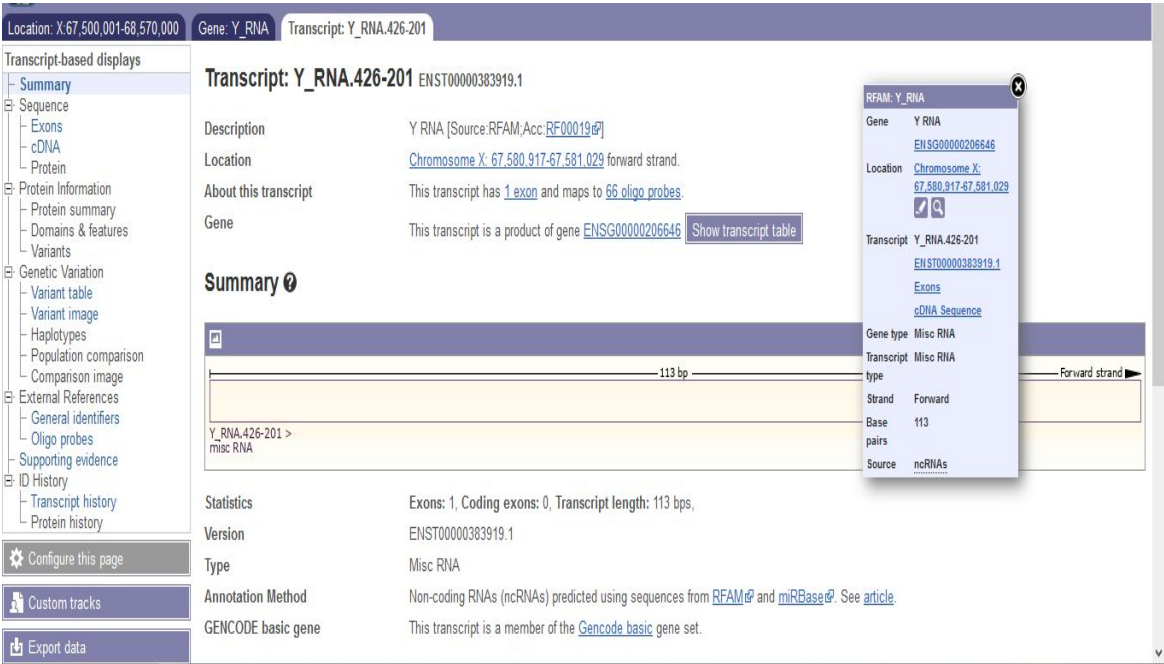 Location: X:67,500,001-68,570,000
Gene: Y_RNA
Transcript: Y_RNA.426-201
Transcript-based displays
Summary
Sequence
Exons
cDNA
Protein
Protein Information
Protein summary
Domains & features
Variants
Genetic Variation
Variant table
Variant image
Haplotypes
Population comparison
Comparison image
External References
General identifiers
Oligo probes
Supporting evidence
ID History
Transcript history
Protein history
Configure this page
Custom tracks
Export data
Transcript: Y_RNA.426-201 ENST00000383919.1
Description Y RNA [Source:RFAM;Acc:RF00019]
Location Chromosome X: 67,580,917-67,581,029 forward strand.
About this transcript This transcript has 1 exon and maps to 66 oligo probes.
Gene This transcript is a product of gene ENSG00000206646 Show transcript table
Summary
113 bp Forward strand
Y_RNA.426-201 >
misc RNA
Statistics Exons: 1, Coding exons: 0, Transcript length: 113 bps,
Version ENST00000383919.1
Type Misc RNA
Annotation Method Non-coding RNAs (ncRNAs) predicted using sequences from RFAM and miRBase. See article.
GENCODE basic gene This transcript is a member of the Gencode basic gene set.
RFAM: Y_RNA
Gene Y RNA
ENSG00000206646
Location Chromosome X:
67,580,917-67,581,029
Transcript Y_RNA.426-201
ENST00000383919.1
Exons
cDNA Sequence
Gene type Misc RNA
Transcript Misc RNA
type
Strand Forward
Base 113
pairs
Source ncRNAs